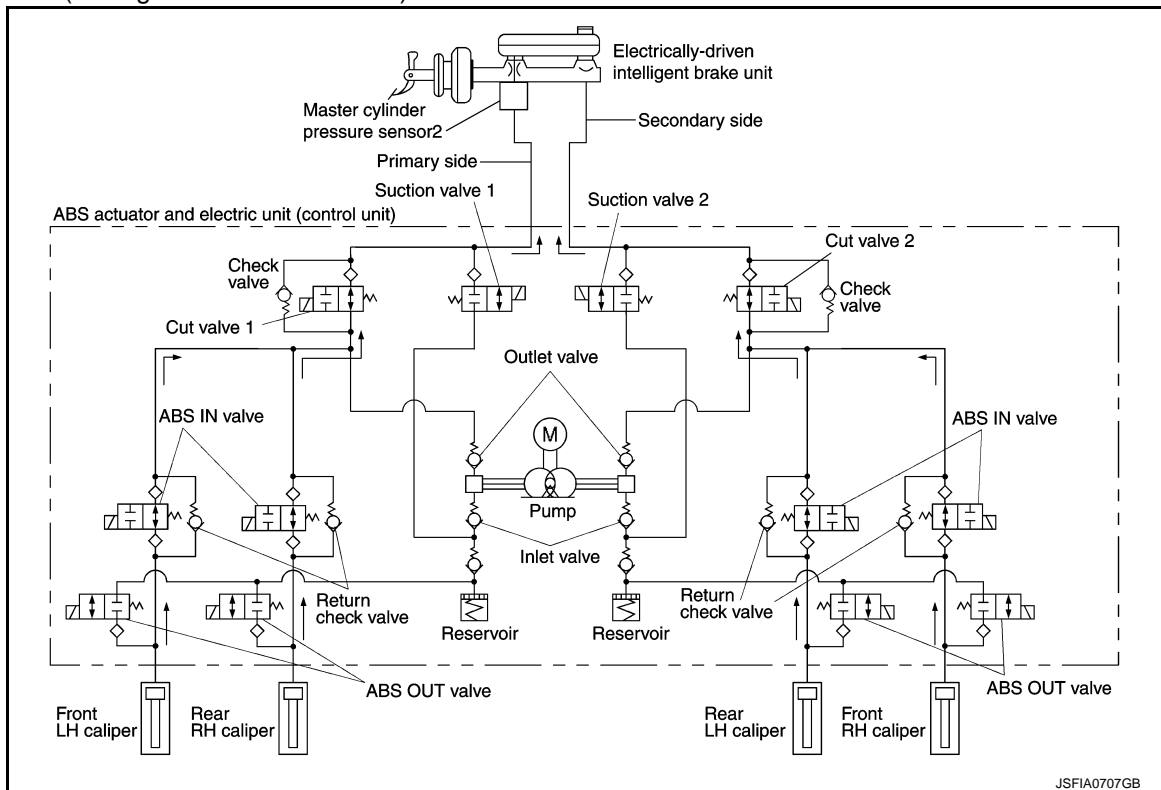 Electrically-driven
intelligent brake unit
Master cylinder
pressure sensor2
Secondary side
Primary side
Suction valve 1
Suction valve 2
ABS actuator and electric unit (control unit)
Cut valve 2
Check
valve
Check
valve
Cut valve 1
Outlet valve
ABS IN valve
ABS IN valve
M
Pump
Inlet valve
Return
check valve
Return
check valve
Reservoir
Reservoir
ABS OUT valve
ABS OUT valve
Front
LH caliper
Rear
RH caliper
Rear
LH caliper
Front
RH caliper
JSFIA0707GB